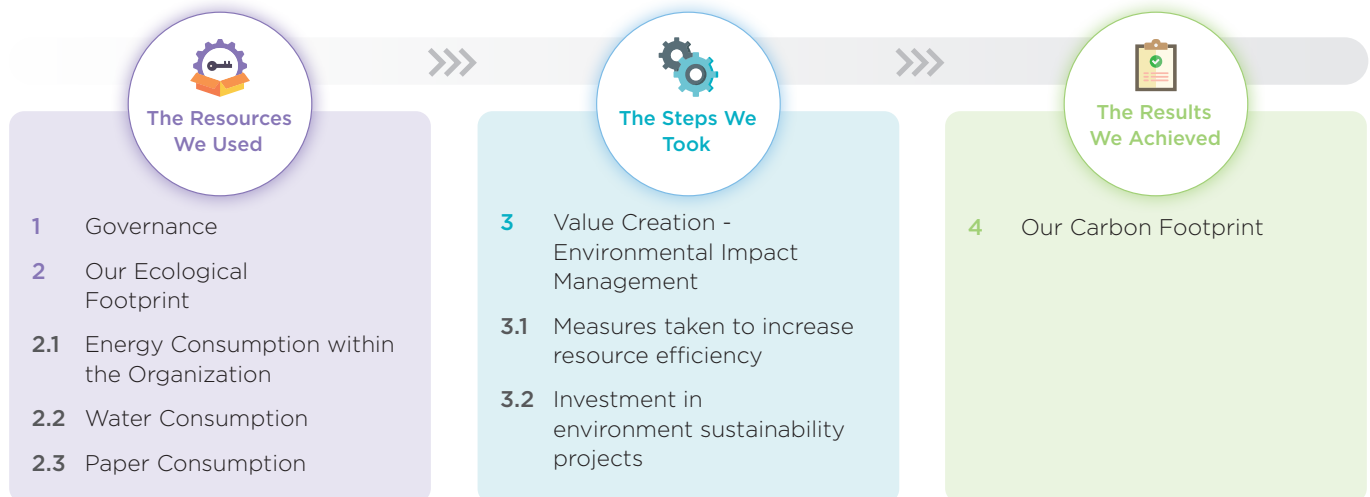 The Resources
We Used
1 Governance
2 Our Ecological
Footprint
2.1 Energy Consumption within
the Organization
2.2 Water Consumption
2.3 Paper Consumption
The Steps We
Took
3 Value Creation -
Environmental Impact
Management
3.1 Measures taken to increase
resource efficiency
3.2 Investment in
environment sustainability
projects
The Results
We Achieved
4 Our Carbon Footprint